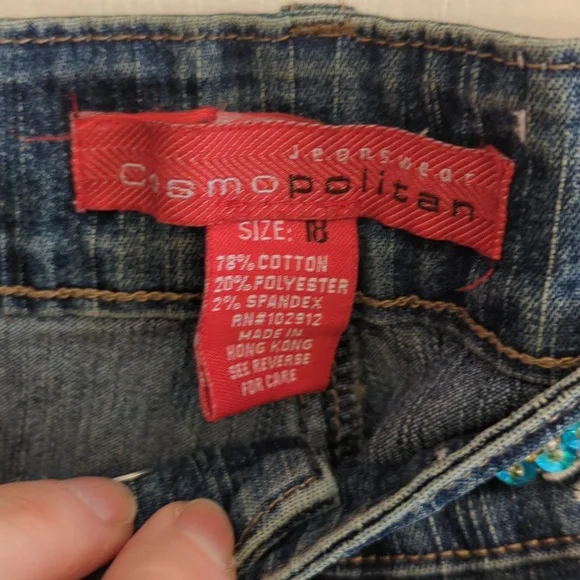 Jeanswear
Cosmopolitan
SIZE: 18
78% COTTON
20% POLYESTER
2% SPANDEX
RN#102912
MADE IN
HONG KONG
SEE REVERSE
FOR CARE